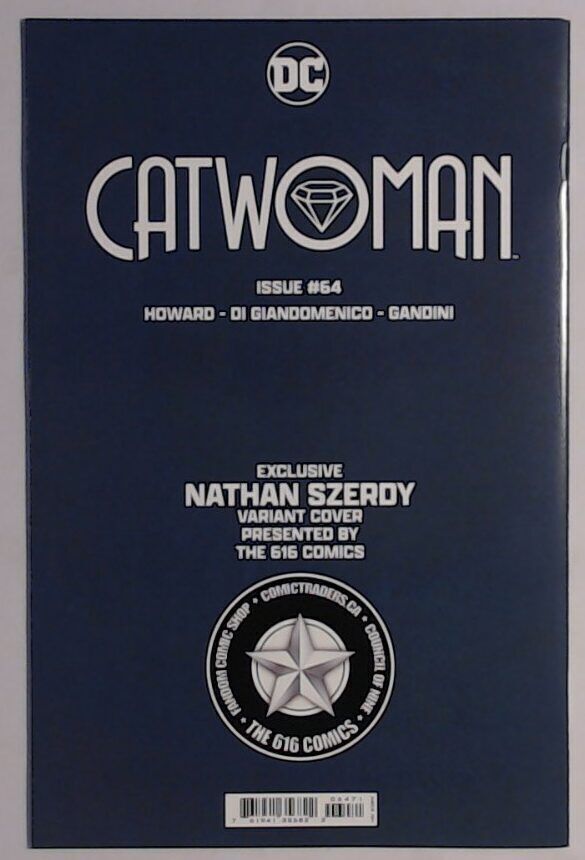 DC
CATWOMAN
ISSUE #64
HOWARD - DI GIANDOMENICO - GANDINI
EXCLUSIVE
NATHAN SZERDY
VARIANT COVER
PRESENTED BY
THE 616 COMICS
FANDOM COMIC SHOP • COMICTRADERS.CA • COUNCIL OF NINE •
THE 616 COMICS
06471